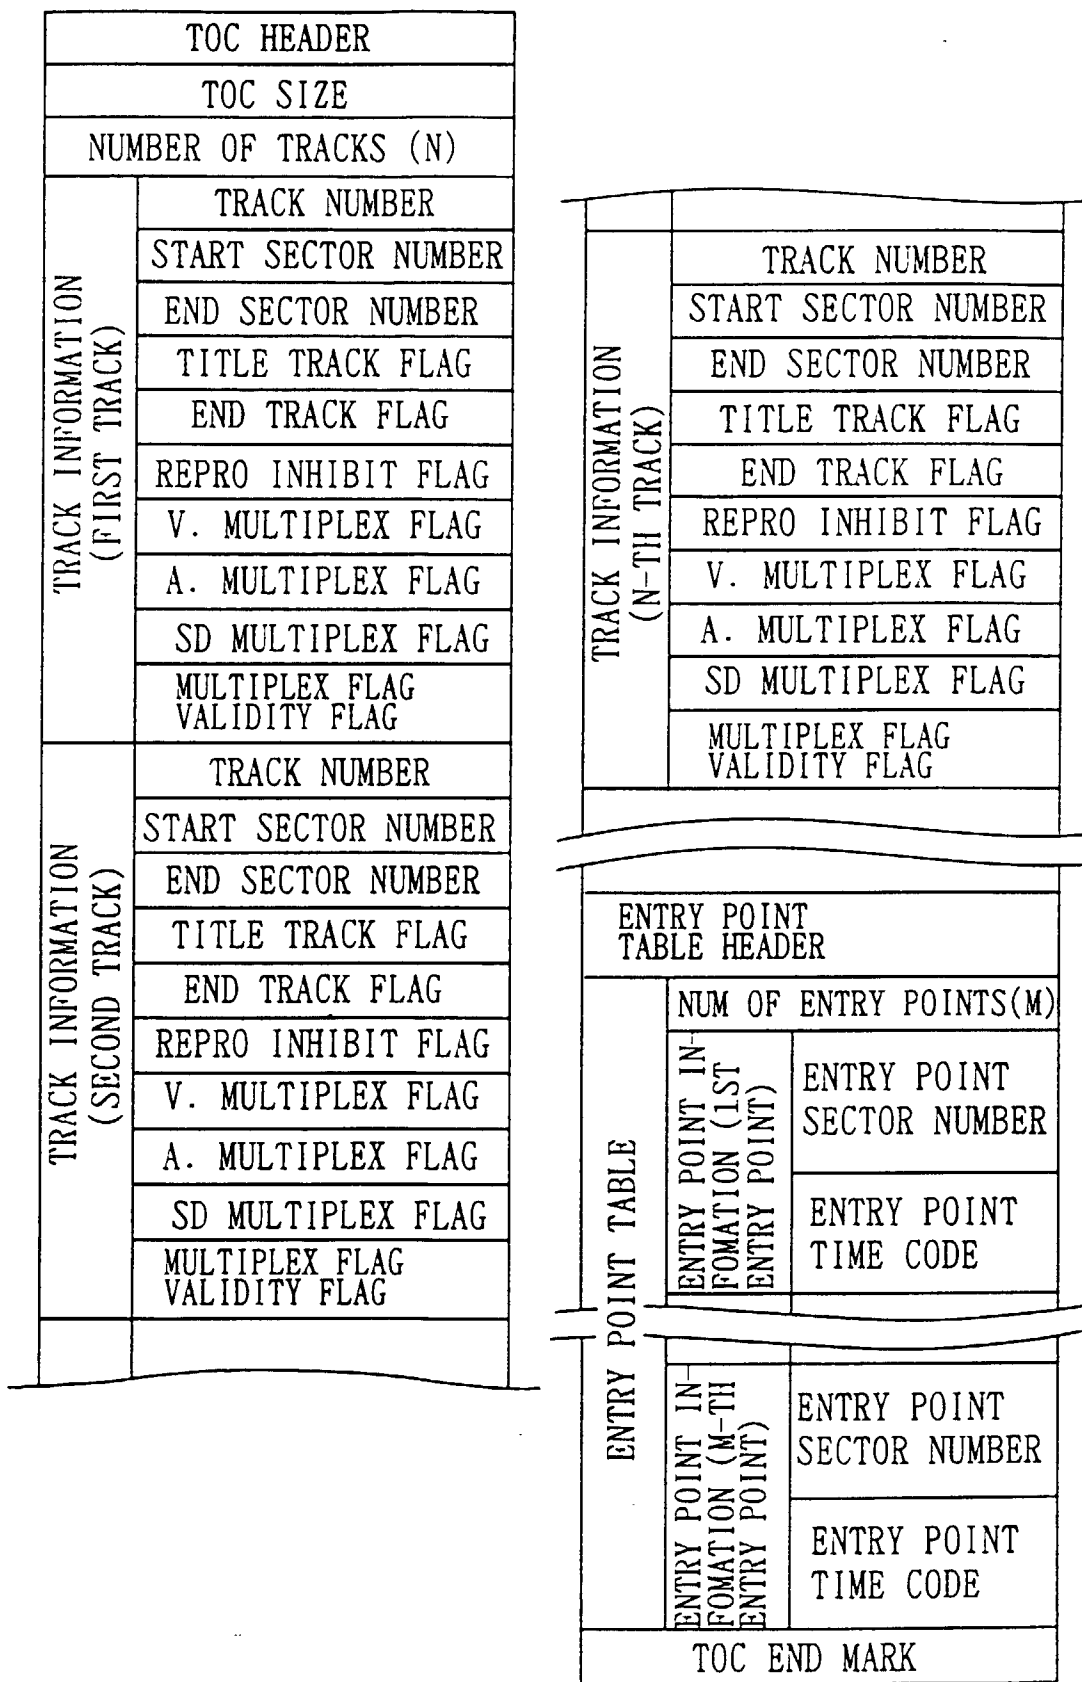 TOC HEADER
TOC SIZE
NUMBER OF TRACKS (N)
TRACK INFORMATION
(FIRST TRACK)
TRACK NUMBER
START SECTOR NUMBER
END SECTOR NUMBER
TITLE TRACK FLAG
END TRACK FLAG
REPRO INHIBIT FLAG
V. MULTIPLEX FLAG
A. MULTIPLEX FLAG
SD MULTIPLEX FLAG
MULTIPLEX FLAG
VALIDITY FLAG
TRACK INFORMATION
(SECOND TRACK)
TRACK NUMBER
START SECTOR NUMBER
END SECTOR NUMBER
TITLE TRACK FLAG
END TRACK FLAG
REPRO INHIBIT FLAG
V. MULTIPLEX FLAG
A. MULTIPLEX FLAG
SD MULTIPLEX FLAG
MULTIPLEX FLAG
VALIDITY FLAG
TRACK INFORMATION
(N-TH TRACK)
TRACK NUMBER
START SECTOR NUMBER
END SECTOR NUMBER
TITLE TRACK FLAG
END TRACK FLAG
REPRO INHIBIT FLAG
V. MULTIPLEX FLAG
A. MULTIPLEX FLAG
SD MULTIPLEX FLAG
MULTIPLEX FLAG
VALIDITY FLAG
ENTRY POINT
TABLE HEADER
ENTRY POINT TABLE
NUM OF ENTRY POINTS(M)
ENTRY POINT IN-
FOMATION (1ST
ENTRY POINT)
ENTRY POINT
SECTOR NUMBER
ENTRY POINT
TIME CODE
ENTRY POINT IN-
FOMATION (M-TH
ENTRY POINT)
ENTRY POINT
SECTOR NUMBER
ENTRY POINT
TIME CODE
TOC END MARK